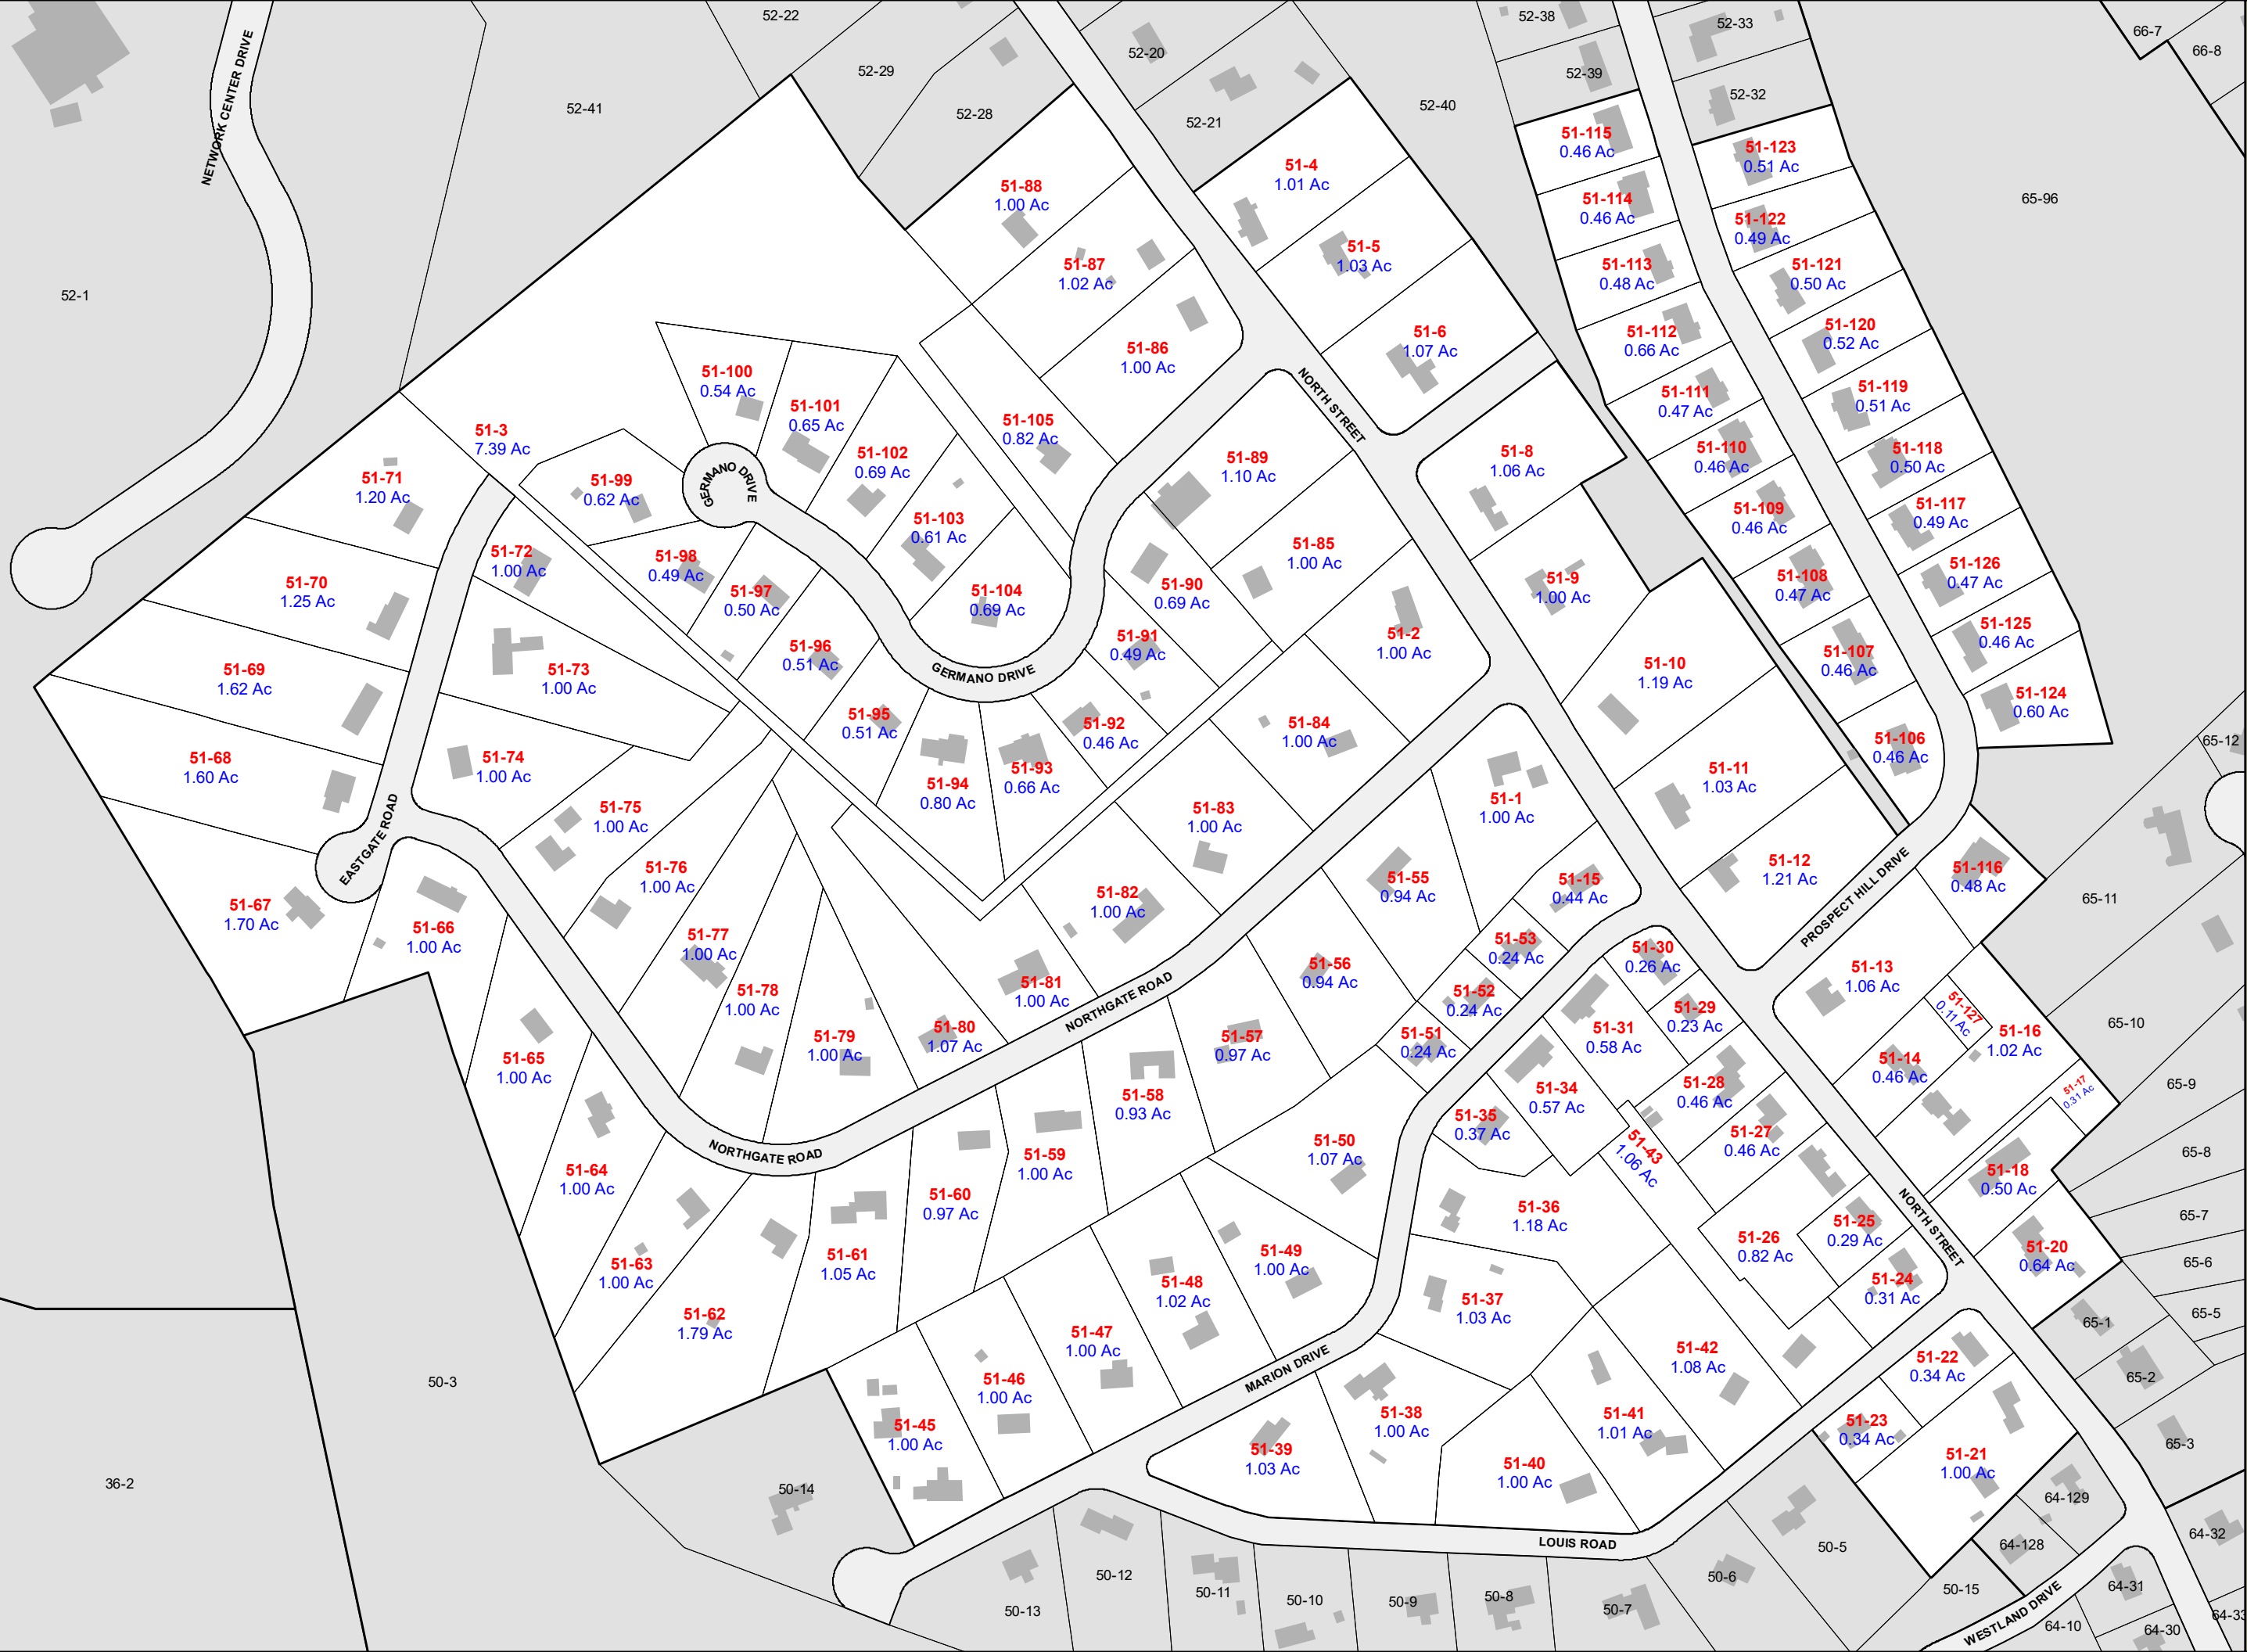 52-22
52-38
52-33
66-7
66-8
52-20
52-29
52-39
52-32
52-41
52-28
52-21
52-40
NETWORK CENTER DRIVE
51-115
0.46 Ac
51-123
0.51 Ac
51-4
1.01 Ac
51-88
1.00 Ac
51-114
0.46 Ac
65-96
51-122
0.49 Ac
51-5
1.03 Ac
51-87
1.02 Ac
51-113
0.48 Ac
51-121
0.50 Ac
52-1
51-6
1.07 Ac
51-112
0.66 Ac
51-120
0.52 Ac
51-86
1.00 Ac
51-100
0.54 Ac
51-101
0.65 Ac
51-111
0.47 Ac
51-119
0.51 Ac
NORTH STREET
51-3
7.39 Ac
51-105
0.82 Ac
51-102
0.69 Ac
51-89
1.10 Ac
51-8
1.06 Ac
51-110
0.46 Ac
51-118
0.50 Ac
51-71
1.20 Ac
51-99
0.62 Ac
GERMANO DRIVE
51-103
0.61 Ac
51-109
0.46 Ac
51-117
0.49 Ac
51-72
1.00 Ac
51-98
0.49 Ac
51-85
1.00 Ac
51-9
1.00 Ac
51-108
0.47 Ac
51-126
0.47 Ac
51-70
1.25 Ac
51-97
0.50 Ac
51-104
0.69 Ac
51-90
0.69 Ac
51-125
0.46 Ac
51-96
0.51 Ac
51-91
0.49 Ac
51-2
1.00 Ac
51-107
0.46 Ac
51-69
1.62 Ac
51-73
1.00 Ac
GERMANO DRIVE
51-10
1.19 Ac
51-124
0.60 Ac
51-95
0.51 Ac
51-92
0.46 Ac
51-84
1.00 Ac
51-106
0.46 Ac
65-12
51-68
1.60 Ac
51-74
1.00 Ac
51-94
0.80 Ac
51-93
0.66 Ac
51-11
1.03 Ac
51-75
1.00 Ac
51-83
1.00 Ac
51-1
1.00 Ac
EASTGATE ROAD
51-76
1.00 Ac
51-82
1.00 Ac
51-55
0.94 Ac
51-15
0.44 Ac
51-12
1.21 Ac
PROSPECT HILL DRIVE
51-116
0.48 Ac
65-11
51-67
1.70 Ac
51-66
1.00 Ac
51-77
1.00 Ac
51-53
0.24 Ac
51-30
0.26 Ac
51-56
0.94 Ac
51-13
1.06 Ac
51-81
1.00 Ac
51-78
1.00 Ac
51-52
0.24 Ac
51-29
0.23 Ac
51-127
0.11 Ac
NORTHGATE ROAD
51-80
1.07 Ac
51-79
1.00 Ac
51-57
0.97 Ac
51-51
0.24 Ac
51-31
0.58 Ac
51-16
1.02 Ac
65-10
51-65
1.00 Ac
51-14
0.46 Ac
51-58
0.93 Ac
51-34
0.57 Ac
51-28
0.46 Ac
51-17
0.31 Ac
65-9
51-35
0.37 Ac
51-27
0.46 Ac
NORTHGATE ROAD
51-50
1.07 Ac
51-43
1.06 Ac
65-8
51-64
1.00 Ac
51-59
1.00 Ac
51-18
0.50 Ac
51-60
0.97 Ac
51-36
1.18 Ac
NORTH STREET
65-7
51-25
0.29 Ac
51-26
0.82 Ac
51-63
1.00 Ac
51-61
1.05 Ac
51-49
1.00 Ac
51-20
0.64 Ac
65-6
51-48
1.02 Ac
51-24
0.31 Ac
51-37
1.03 Ac
65-5
51-62
1.79 Ac
65-1
51-47
1.00 Ac
51-42
1.08 Ac
51-22
0.34 Ac
MARION DRIVE
65-2
50-3
51-46
1.00 Ac
51-45
1.00 Ac
51-38
1.00 Ac
51-41
1.01 Ac
51-23
0.34 Ac
65-3
51-39
1.03 Ac
51-40
1.00 Ac
51-21
1.00 Ac
36-2
50-14
64-129
64-32
LOUIS ROAD
50-5
64-128
50-12
50-11
50-6
50-15
64-31
50-13
50-10
50-9
50-8
50-7
WESTLAND DRIVE
64-10
64-30
64-33